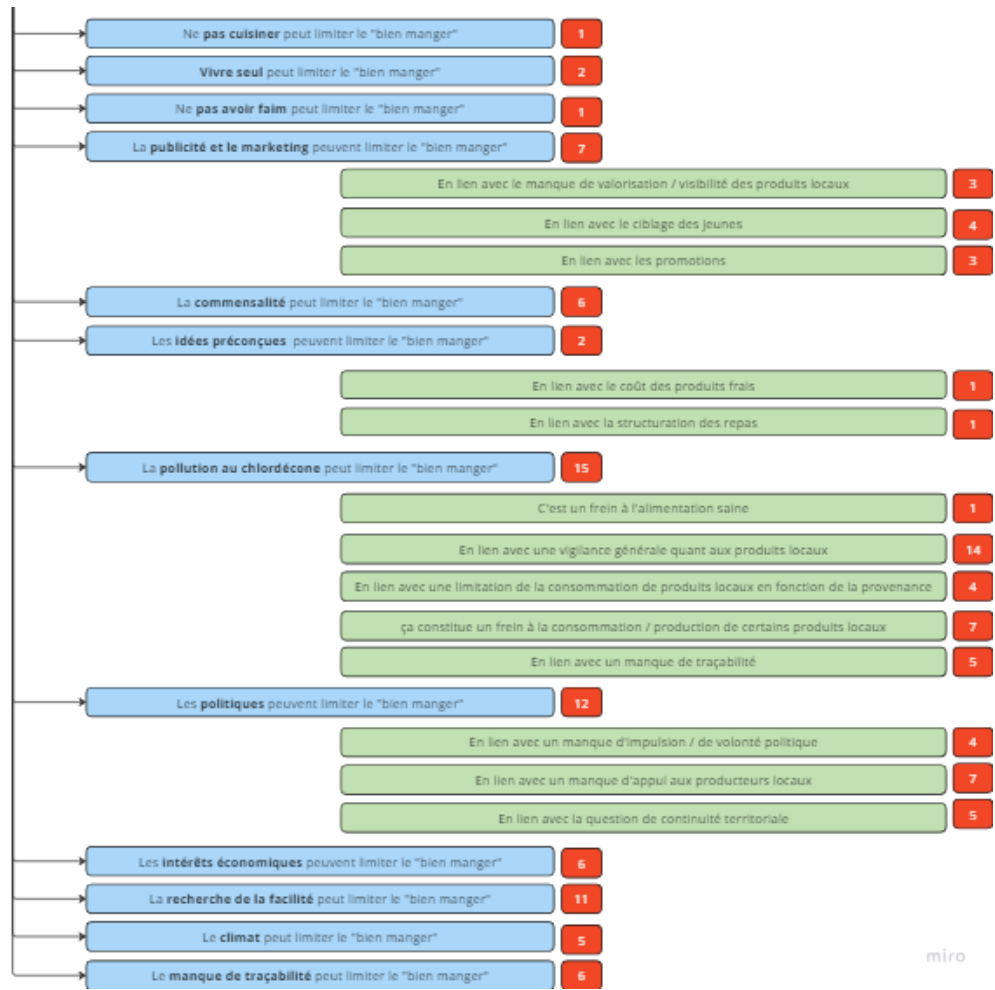 Ne pas cuisiner peut limiter le "bien manger" 1
Vivre seul peut limiter le "bien manger" 2
Ne pas avoir faim peut limiter le "bien manger" 1
La publicité et le marketing peuvent limiter le "bien manger" 7
En lien avec le manque de valorisation / visibilité des produits locaux 3
En lien avec le ciblage des jeunes 4
En lien avec les promotions 3
La commensalité peut limiter le "bien manger" 6
Les idées préconçues peuvent limiter le "bien manger" 2
En lien avec le coût des produits frais 1
En lien avec la structuration des repas 1
La pollution au chlordécone peut limiter le "bien manger" 15
C'est un frein à l'alimentation saine 1
En lien avec une vigilance générale quant aux produits locaux 14
En lien avec une limitation de la consommation de produits locaux en fonction de la provenance 4
ça constitue un frein à la consommation / production de certains produits locaux 7
En lien avec un manque de traçabilité 5
Les politiques peuvent limiter le "bien manger" 12
En lien avec un manque d'impulsion / de volonté politique 4
En lien avec un manque d'appui aux producteurs locaux 7
En lien avec la question de continuité territoriale 5
Les intérêts économiques peuvent limiter le "bien manger" 6
La recherche de la facilité peut limiter le "bien manger" 11
Le climat peut limiter le "bien manger" 5
Le manque de traçabilité peut limiter le "bien manger" 6
miro